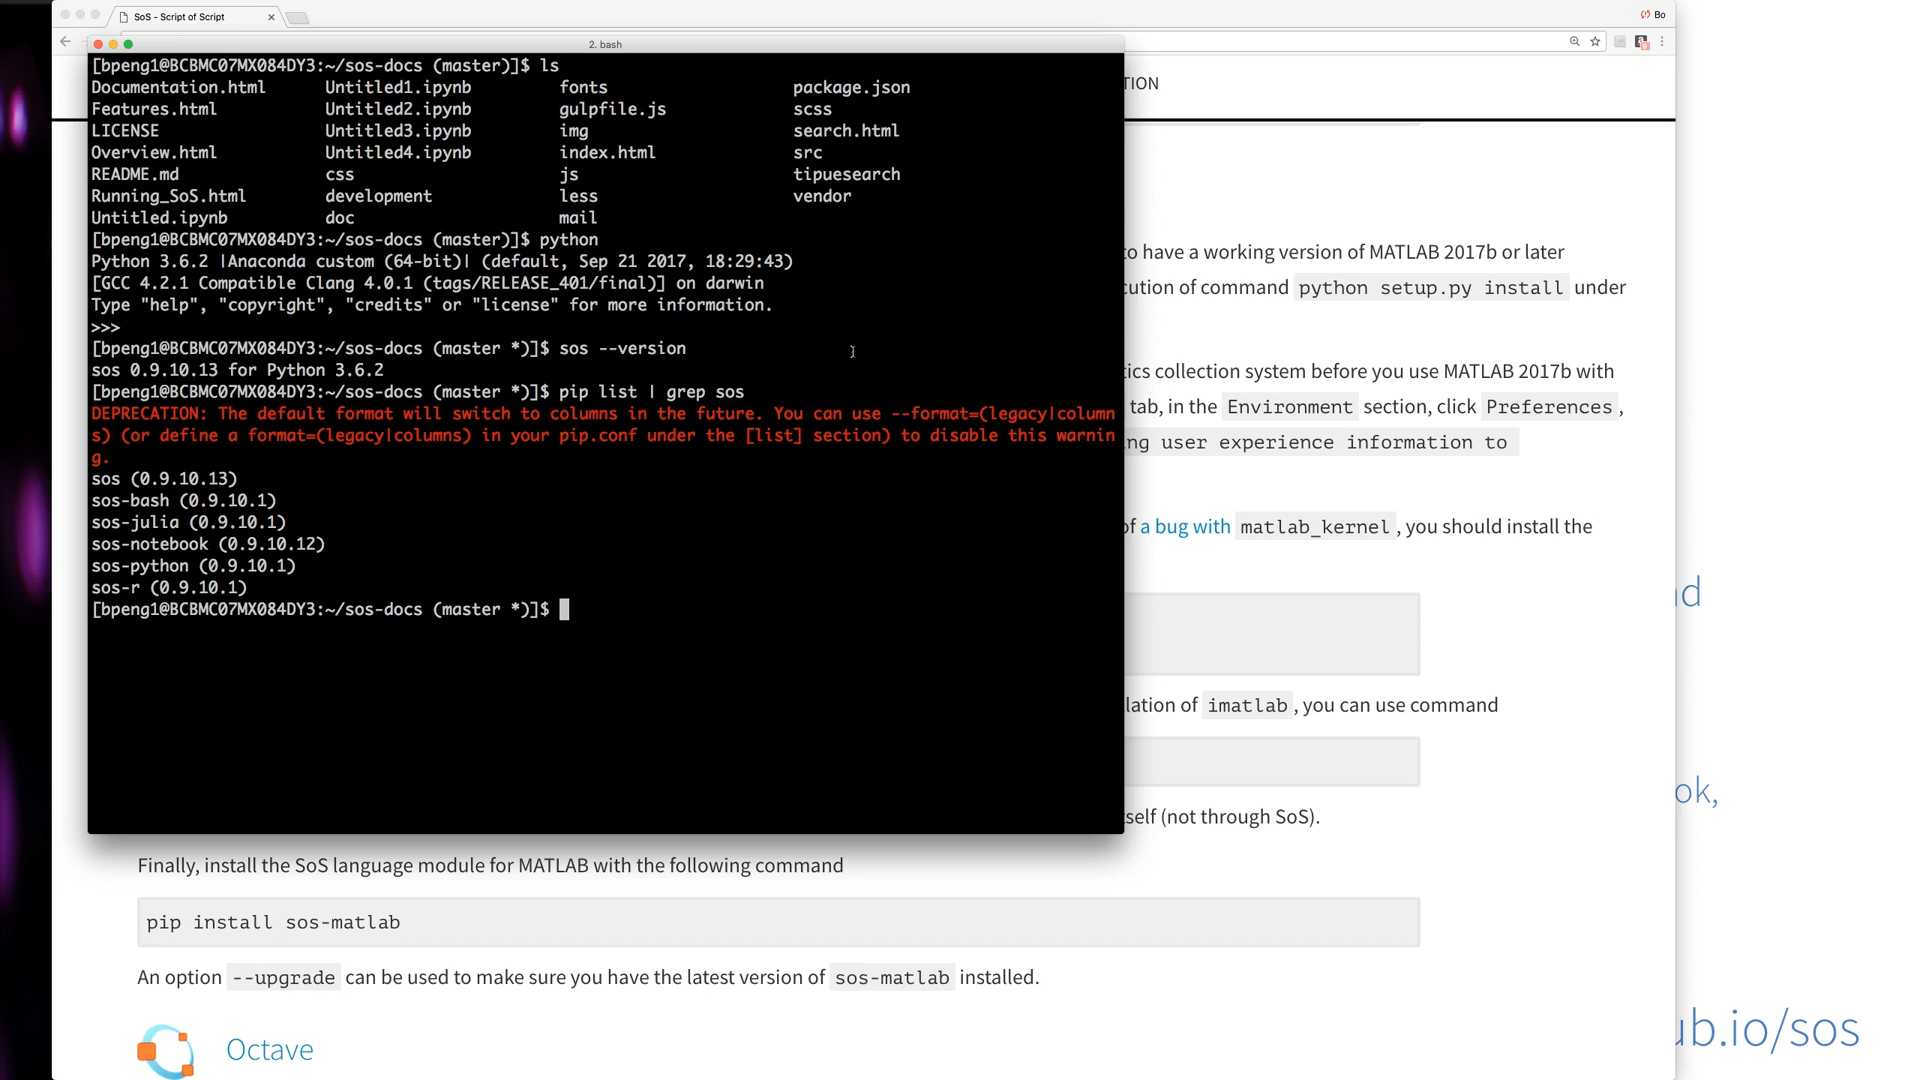 SoS - Script of Script
Bo
2. bash
[bpeng1@BCBMC07MX084DY3:~/sos-docs (master)]$ ls
Documentation.html Untitled1.ipynb fonts package.json
Features.html Untitled2.ipynb gulpfile.js scss
LICENSE Untitled3.ipynb img search.html
Overview.html Untitled4.ipynb index.html src
README.md css js tipuesearch
Running_SoS.html development less vendor
Untitled.ipynb doc mail
[bpeng1@BCBMC07MX084DY3:~/sos-docs (master)]$ python
Python 3.6.2 |Anaconda custom (64-bit)| (default, Sep 21 2017, 18:29:43)
[GCC 4.2.1 Compatible Clang 4.0.1 (tags/RELEASE_401/final)] on darwin
Type "help", "copyright", "credits" or "license" for more information.
>>>
[bpeng1@BCBMC07MX084DY3:~/sos-docs (master *)]$ sos --version
sos 0.9.10.13 for Python 3.6.2
[bpeng1@BCBMC07MX084DY3:~/sos-docs (master *)]$ pip list | grep sos
DEPRECATION: The default format will switch to columns in the future. You can use --format=(legacy|column
s) (or define a format=(legacy|columns) in your pip.conf under the [list] section) to disable this warnin
g.
sos (0.9.10.13)
sos-bash (0.9.10.1)
sos-julia (0.9.10.1)
sos-notebook (0.9.10.12)
sos-python (0.9.10.1)
sos-r (0.9.10.1)
[bpeng1@BCBMC07MX084DY3:~/sos-docs (master *)]$
TION
to have a working version of MATLAB 2017b or later
cution of command python setup.py install under
tics collection system before you use MATLAB 2017b with
tab, in the Environment section, click Preferences ,
ng user experience information to
of a bug with matlab_kernel , you should install the
nd
lation of imatlab , you can use command
ok,
self (not through SoS).
Finally, install the SoS language module for MATLAB with the following command
pip install sos-matlab
An option --upgrade can be used to make sure you have the latest version of sos-matlab installed.
ub.io/sos
Octave